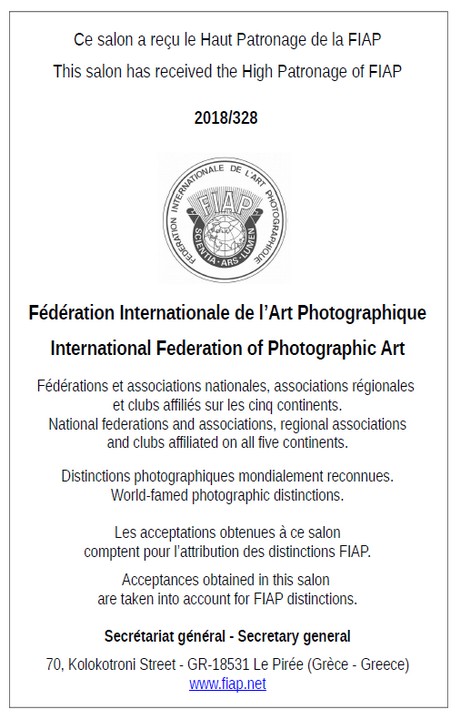 Ce salon a reçu le Haut Patronage de la FIAP
This salon has received the High Patronage of FIAP
2018/328
FEDERATION INTERNATIONALE DE L'ART PHOTOGRAPHIQUE
FIAP
SCIENTIA - ARS - LUMEN
Fédération Internationale de l’Art Photographique
International Federation of Photographic Art
Fédérations et associations nationales, associations régionales
et clubs affiliés sur les cinq continents.
National federations and associations, regional associations
and clubs affiliated on all five continents.
Distinctions photographiques mondialement reconnues.
World-famed photographic distinctions.
Les acceptations obtenues à ce salon
comptent pour l’attribution des distinctions FIAP.
Acceptances obtained in this salon
are taken into account for FIAP distinctions.
Secrétariat général - Secretary general
70, Kolokotroni Street - GR-18531 Le Pirée (Grèce - Greece)
www.fiap.net